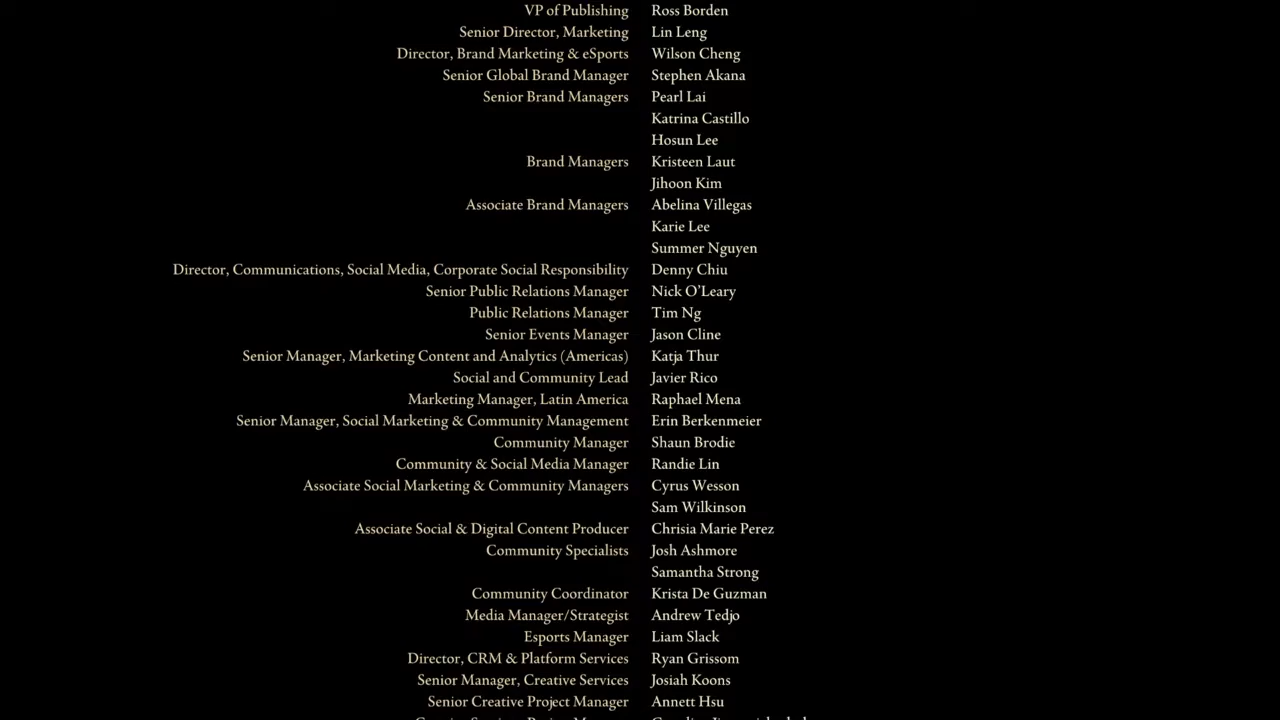 VP of Publishing Ross Borden
Senior Director, Marketing Lin Leng
Director, Brand Marketing & eSports Wilson Cheng
Senior Global Brand Manager Stephen Akana
Senior Brand Managers Pearl Lai
Katrina Castillo
Hosun Lee
Brand Managers Kristeen Laut
Jihoon Kim
Associate Brand Managers Abelina Villegas
Karie Lee
Summer Nguyen
Director, Communications, Social Media, Corporate Social Responsibility Denny Chiu
Senior Public Relations Manager Nick O’Leary
Public Relations Manager Tim Ng
Senior Events Manager Jason Cline
Senior Manager, Marketing Content and Analytics (Americas) Katja Thur
Social and Community Lead Javier Rico
Marketing Manager, Latin America Raphael Mena
Senior Manager, Social Marketing & Community Management Erin Berkenmeier
Community Manager Shaun Brodie
Community & Social Media Manager Randie Lin
Associate Social Marketing & Community Managers Cyrus Wesson
Sam Wilkinson
Associate Social & Digital Content Producer Chrisia Marie Perez
Community Specialists Josh Ashmore
Samantha Strong
Community Coordinator Krista De Guzman
Media Manager/Strategist Andrew Tedjo
Esports Manager Liam Slack
Director, CRM & Platform Services Ryan Grissom
Senior Manager, Creative Services Josiah Koons
Senior Creative Project Manager Annett Hsu